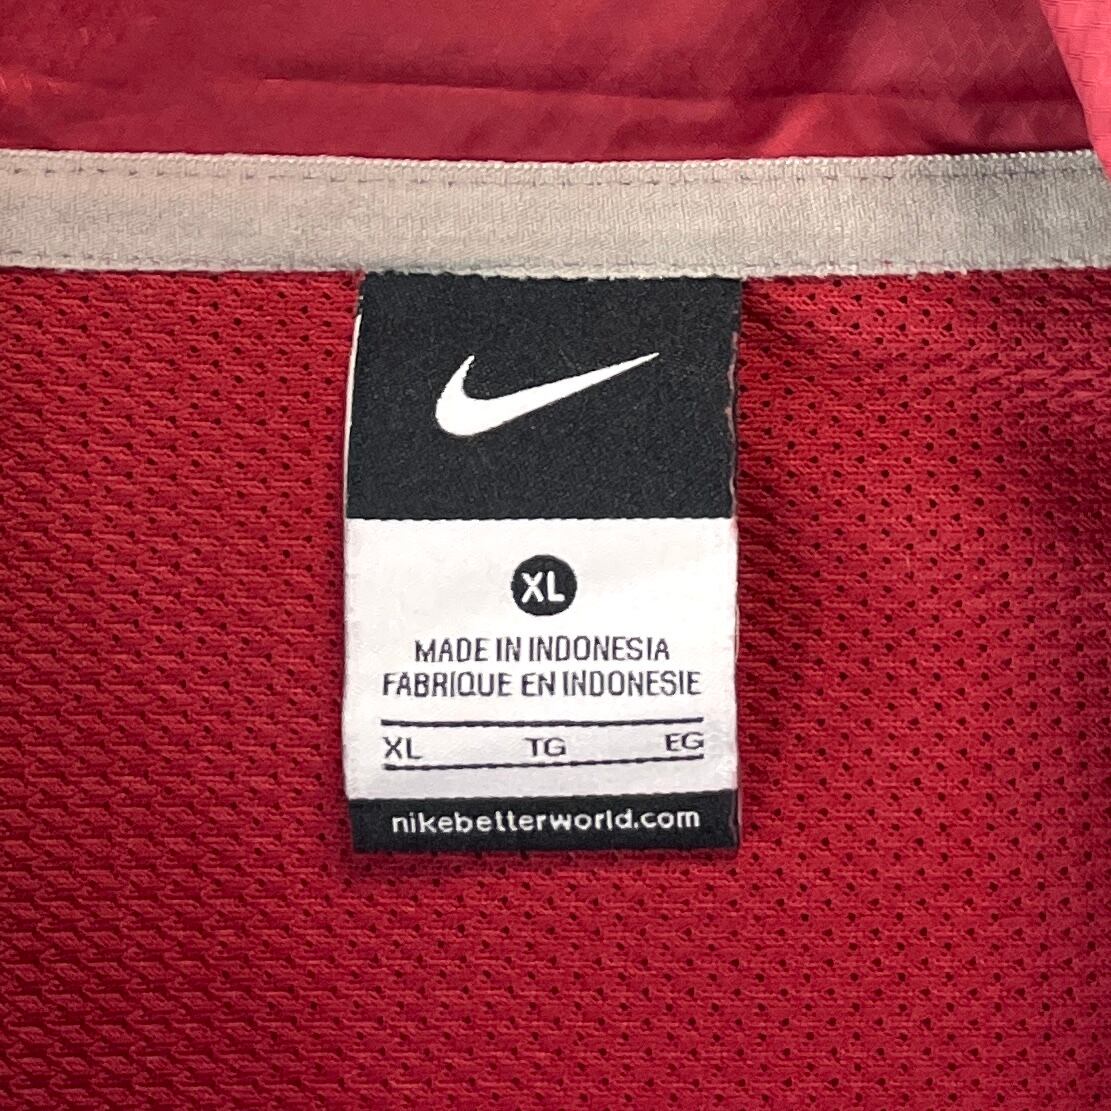 XL
MADE IN INDONESIA
FABRIQUE EN INDONESIE
XL TG EG
nikebetterworld.com